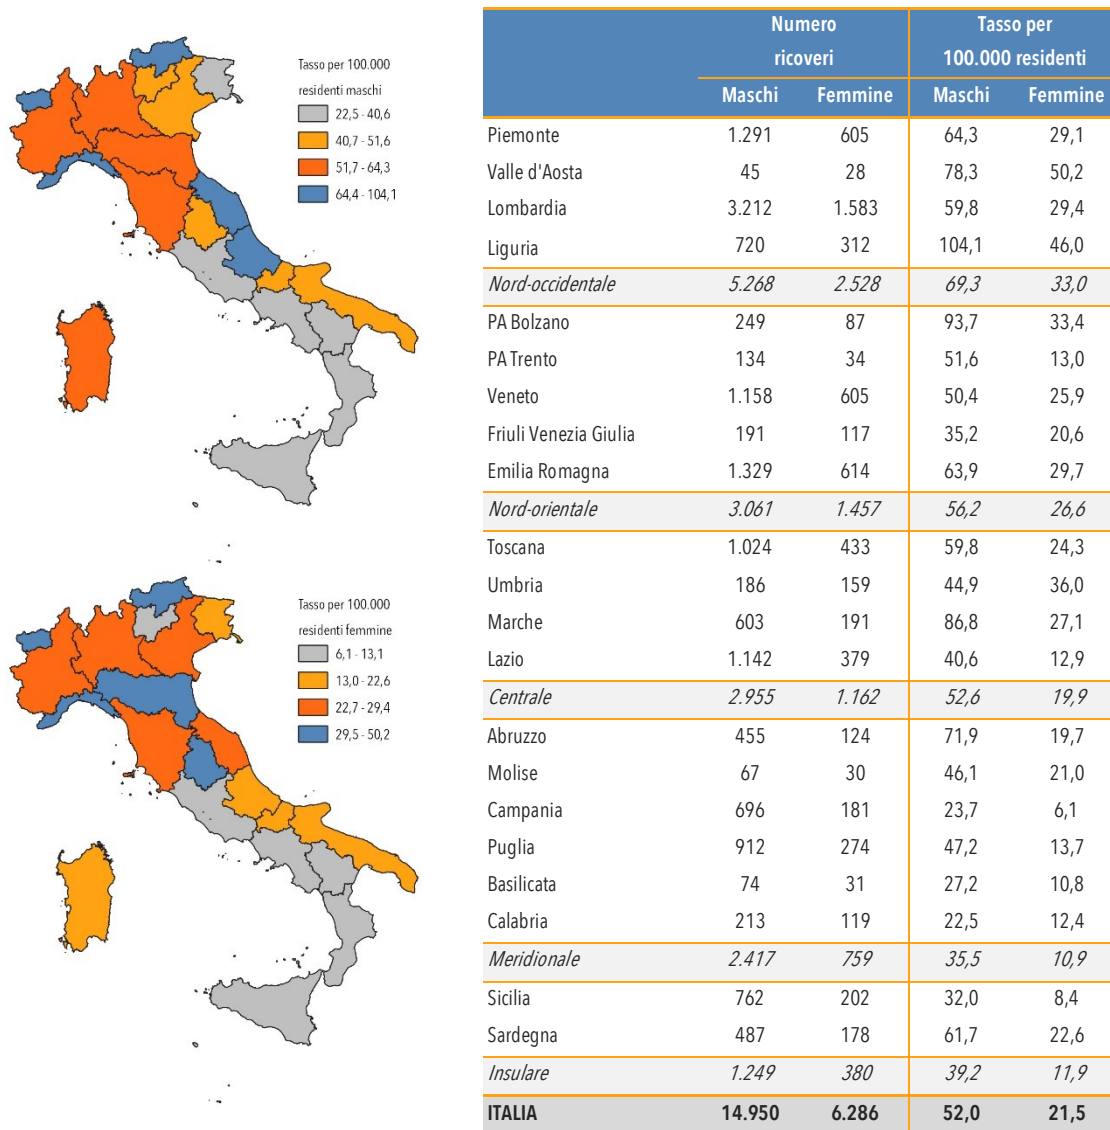 Tasso per 100.000
residenti maschi
22,5 - 40,6
40,7 - 51,6
51,7 - 64,3
64,4 - 104,1
Tasso per 100.000
residenti femmine
6,1 - 13,1
13,0 - 22,6
22,7 - 29,4
29,5 - 50,2
Numero ricoveri Tasso per 100.000 residenti
Maschi Femmine Maschi Femmine
Piemonte 1.291 605 64,3 29,1
Valle d'Aosta 45 28 78,3 50,2
Lombardia 3.212 1.583 59,8 29,4
Liguria 720 312 104,1 46,0
Nord-occidentale 5.268 2.528 69,3 33,0
PA Bolzano 249 87 93,7 33,4
PA Trento 134 34 51,6 13,0
Veneto 1.158 605 50,4 25,9
Friuli Venezia Giulia 191 117 35,2 20,6
Emilia Romagna 1.329 614 63,9 29,7
Nord-orientale 3.061 1.457 56,2 26,6
Toscana 1.024 433 59,8 24,3
Umbria 186 159 44,9 36,0
Marche 603 191 86,8 27,1
Lazio 1.142 379 40,6 12,9
Centrale 2.955 1.162 52,6 19,9
Abruzzo 455 124 71,9 19,7
Molise 67 30 46,1 21,0
Campania 696 181 23,7 6,1
Puglia 912 274 47,2 13,7
Basilicata 74 31 27,2 10,8
Calabria 213 119 22,5 12,4
Meridionale 2.417 759 35,5 10,9
Sicilia 762 202 32,0 8,4
Sardegna 487 178 61,7 22,6
Insulare 1.249 380 39,2 11,9
ITALIA 14.950 6.286 52,0 21,5